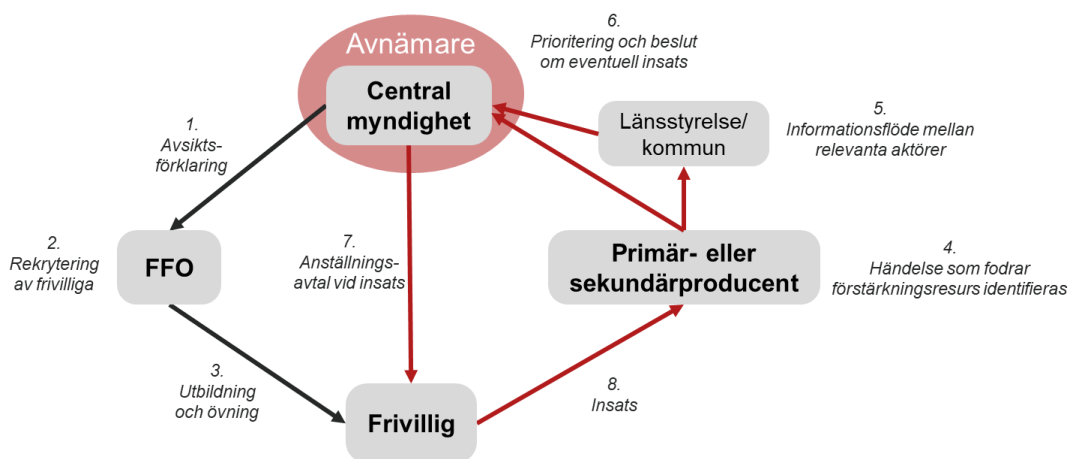 Avnämare
Central
myndighet
6.
Prioritering och beslut
om eventuell insats
1.
Avsikts-
förklaring
Länsstyrelse/
kommun
5.
Informationsflöde mellan
relevanta aktörer
2.
Rekrytering
av frivilliga
FFO
7.
Anställnings-
avtal vid insats
Primär- eller
sekundärproducent
4.
Händelse som fodrar
förstärkningsresurs identifieras
3.
Utbildning
och övning
Frivillig
8.
Insats